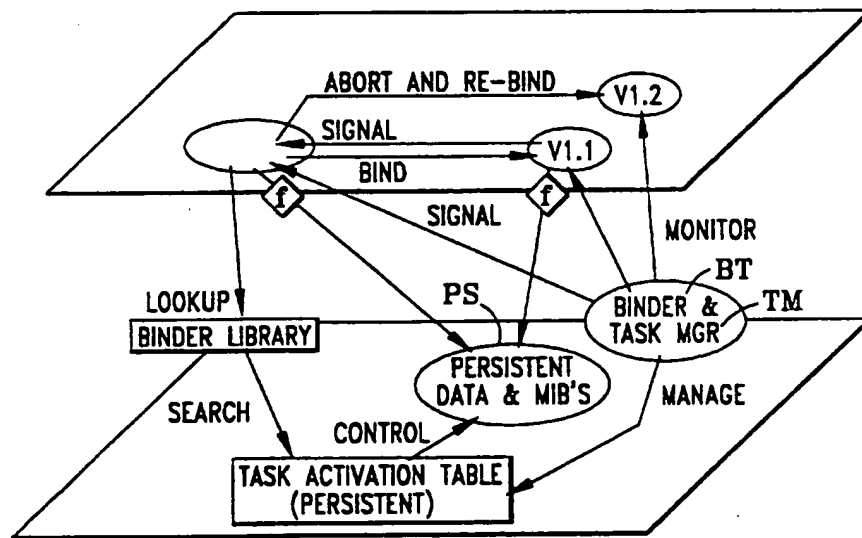 ABORT AND RE-BIND
V1.2
SIGNAL
V1.1
BIND
f
f
SIGNAL
MONITOR
BT
PS
LOOKUP
BINDER &
TASK MGR
TM
BINDER LIBRARY
PERSISTENT
DATA & MIB'S
MANAGE
SEARCH
CONTROL
TASK ACTIVATION TABLE
(PERSISTENT)